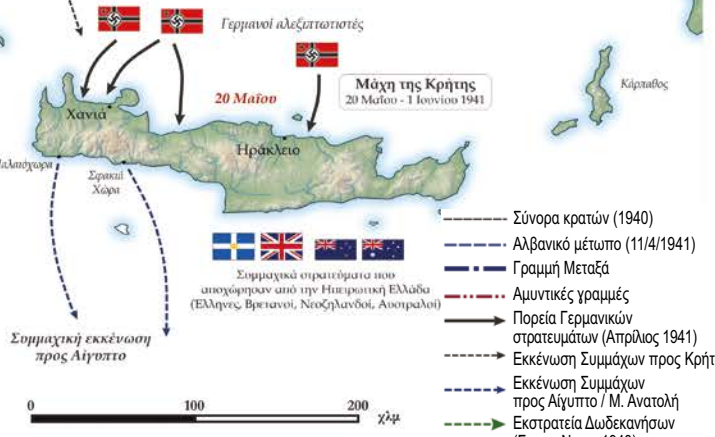 Γερμανοί αλεξιπτωτιστές
20 Μαΐου
Μάχη της Κρήτης
20 Μαΐου - 1 Ιουνίου 1941
Κάρπαθος
Χανιά
Ηράκλειο
Παλαιόχωρα
Σφακιά
Χώρα
Συμμαχικά στρατεύματα που
αποχώρησαν από την Ηπειρωτική Ελλάδα
(Έλληνες, Βρετανοί, Νεοζηλανδοί, Αυστραλοί)
Συμμαχική εκκένωση
προς Αίγυπτο
0 100 200 χλμ
Σύνορα κρατών (1940)
Αλβανικό μέτωπο (11/4/1941)
Γραμμή Μεταξά
Αμυντικές γραμμές
Πορεία Γερμανικών
στρατευμάτων (Απρίλιος 1941)
Εκκένωση Συμμάχων προς Κρήτ
Εκκένωση Συμμάχων
προς Αίγυπτο / Μ. Ανατολή
Εκστρατεία Δωδεκανήσων